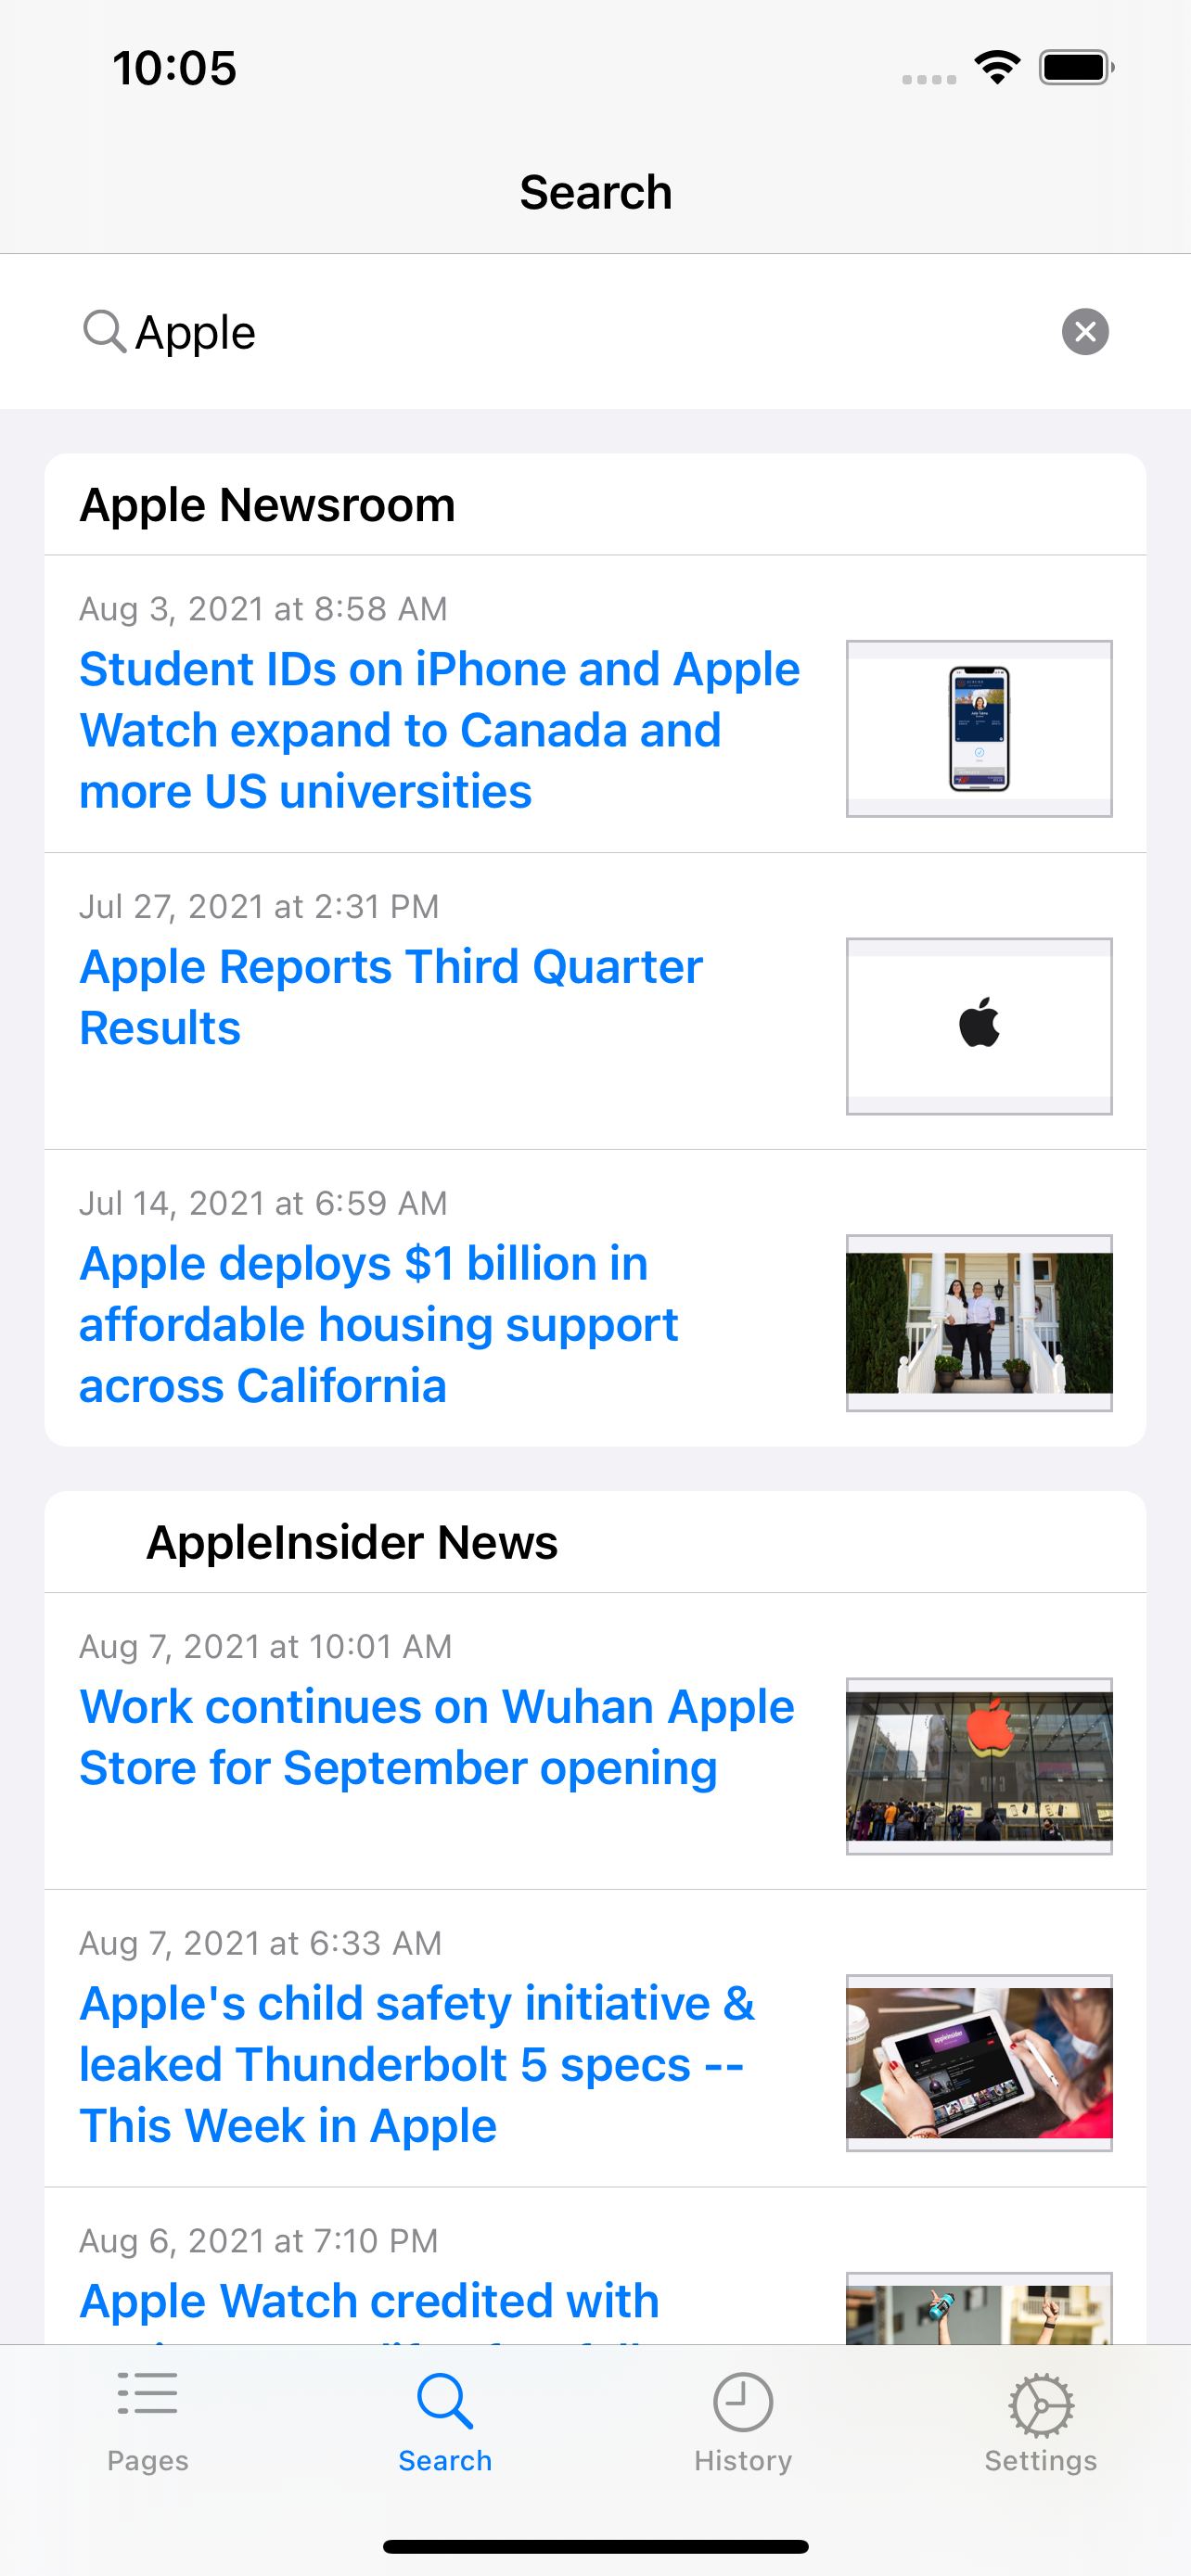 10:05
Search
Apple
Apple Newsroom
Aug 3, 2021 at 8:58 AM
Student IDs on iPhone and Apple
Watch expand to Canada and
more US universities
Jul 27, 2021 at 2:31 PM
Apple Reports Third Quarter
Results
Jul 14, 2021 at 6:59 AM
Apple deploys $1 billion in
affordable housing support
across California
AppleInsider News
Aug 7, 2021 at 10:01 AM
Work continues on Wuhan Apple
Store for September opening
Aug 7, 2021 at 6:33 AM
Apple's child safety initiative &
leaked Thunderbolt 5 specs --
This Week in Apple
appleinsider
Aug 6, 2021 at 7:10 PM
Apple Watch credited with
Pages
Search
History
Settings